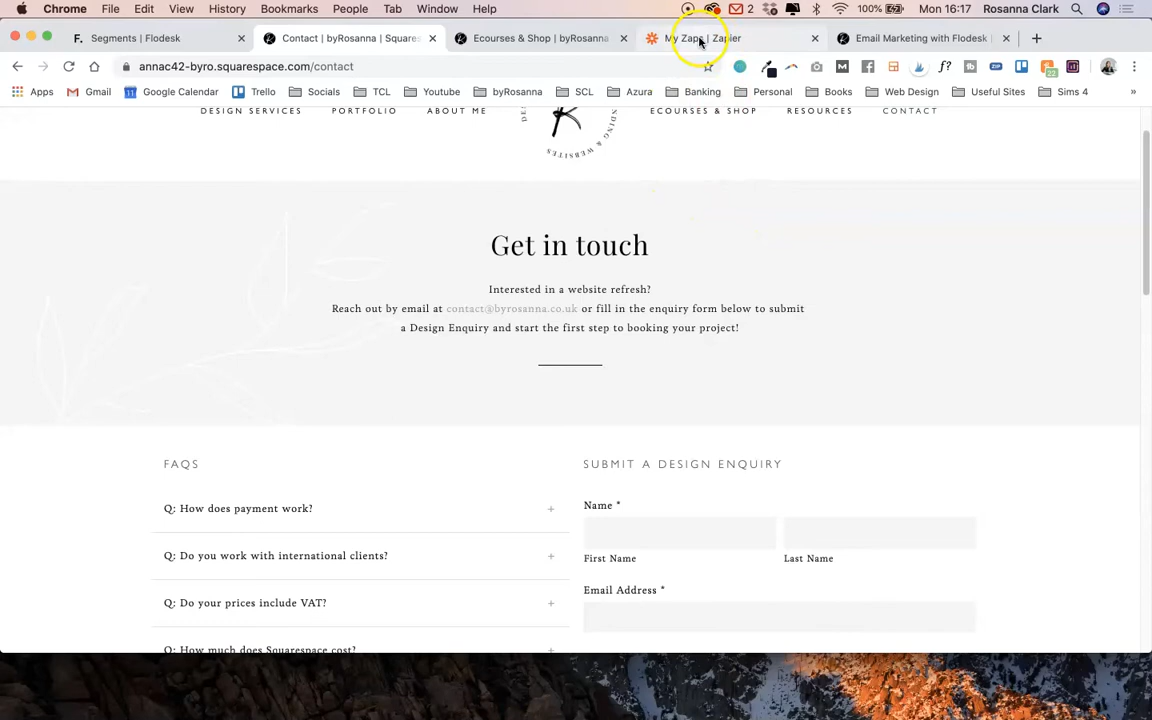 Chrome File Edit View History Bookmarks People Tab Window Help 2 100% Mon 16:17 Rosanna Clark
F. Segments | Flodesk
Contact | byRosanna | Squares
Ecourses & Shop | byRosanna
My Zaps | Zapier
Email Marketing with Flodesk |
annac42-byro.squarespace.com/contact
Apps Gmail Google Calendar Trello Socials TCL Youtube byRosanna SCL Azura Banking Personal Books Web Design Useful Sites Sims 4
DESIGN SERVICES PORTFOLIO ABOUT ME ECOURSES & SHOP RESOURCES CONTACT
Get in touch
Interested in a website refresh?
Reach out by email at contact@byrosanna.co.uk or fill in the enquiry form below to submit
a Design Enquiry and start the first step to booking your project!
FAQS
Q: How does payment work? +
Q: Do you work with international clients? +
Q: Do your prices include VAT? +
Q: How much does Squarespace cost?
SUBMIT A DESIGN ENQUIRY
Name *
First Name Last Name
Email Address *